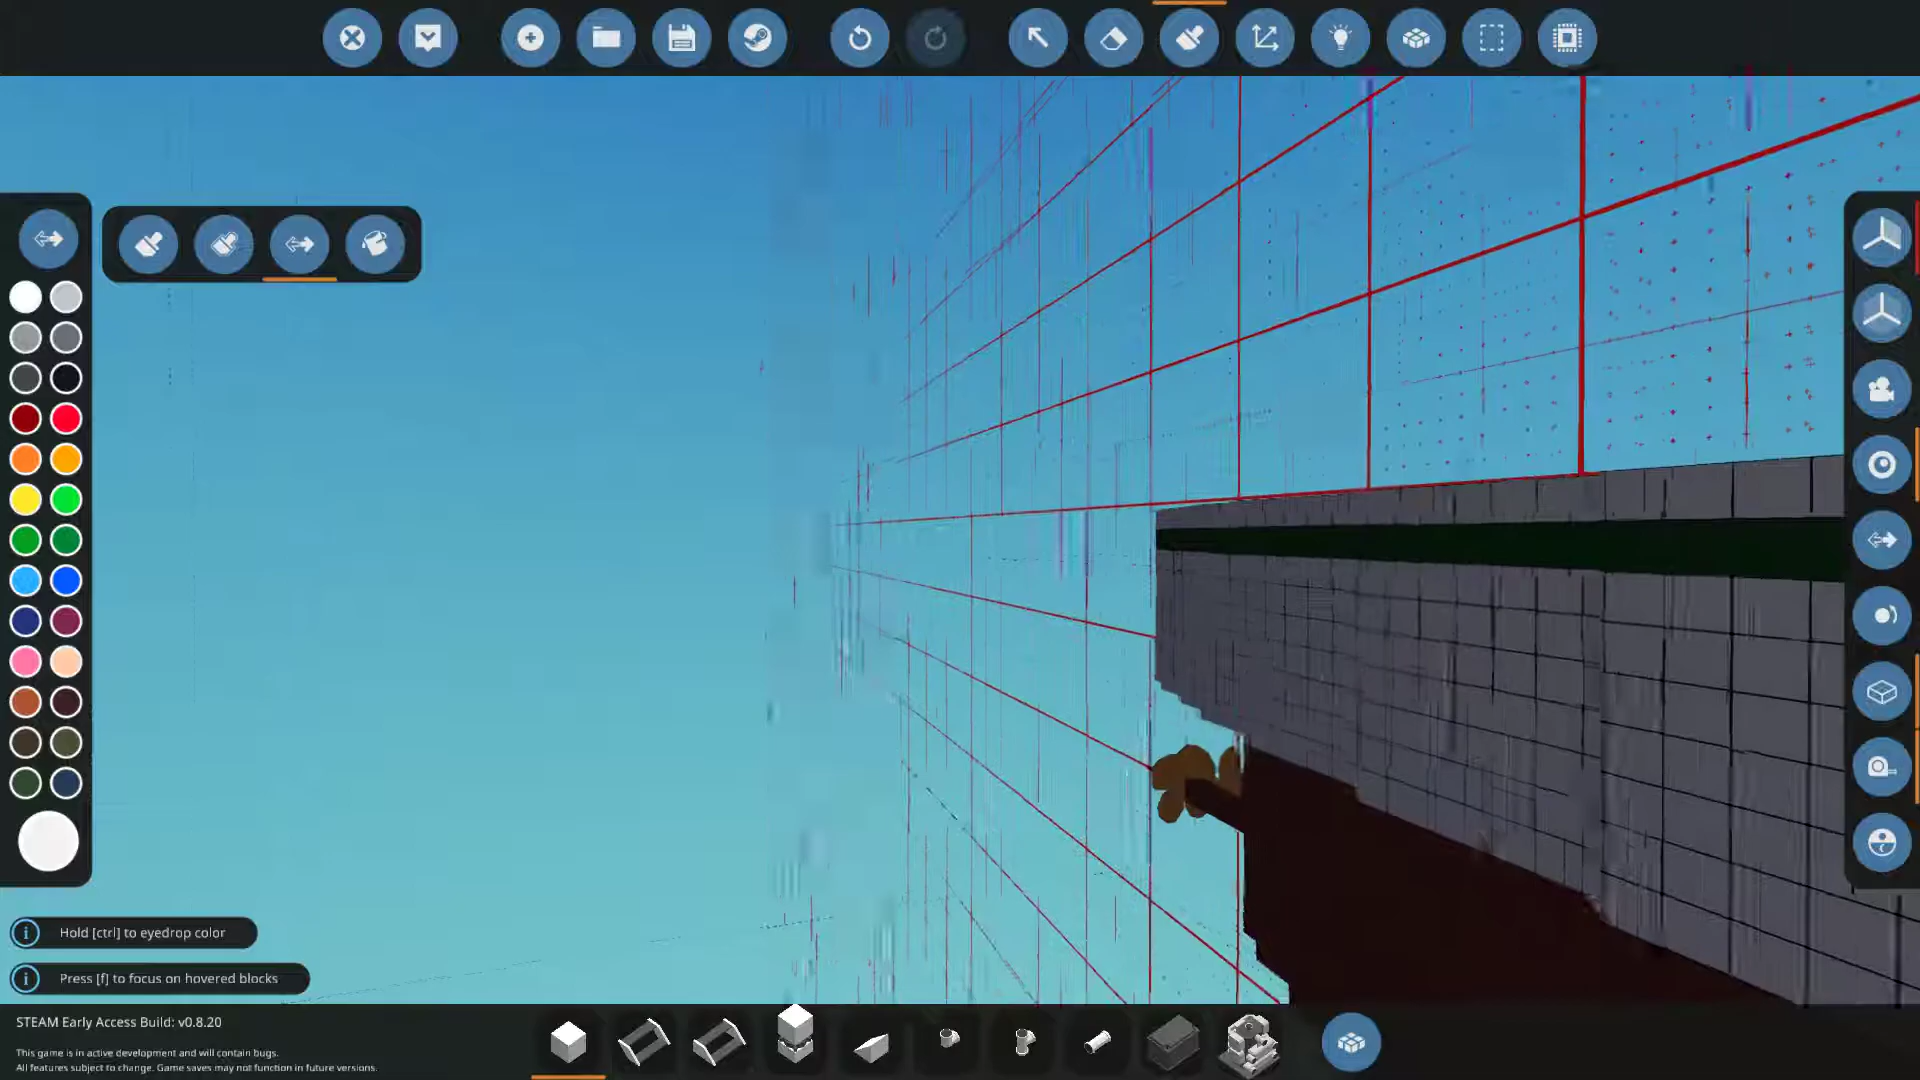 Hold [ctrl] to eyedrop color
Press [f] to focus on hovered blocks
STEAM Early Access Build: v0.8.20
This game is in active development and will contain bugs.
All features subject to change. Game saves may not function in future versions.